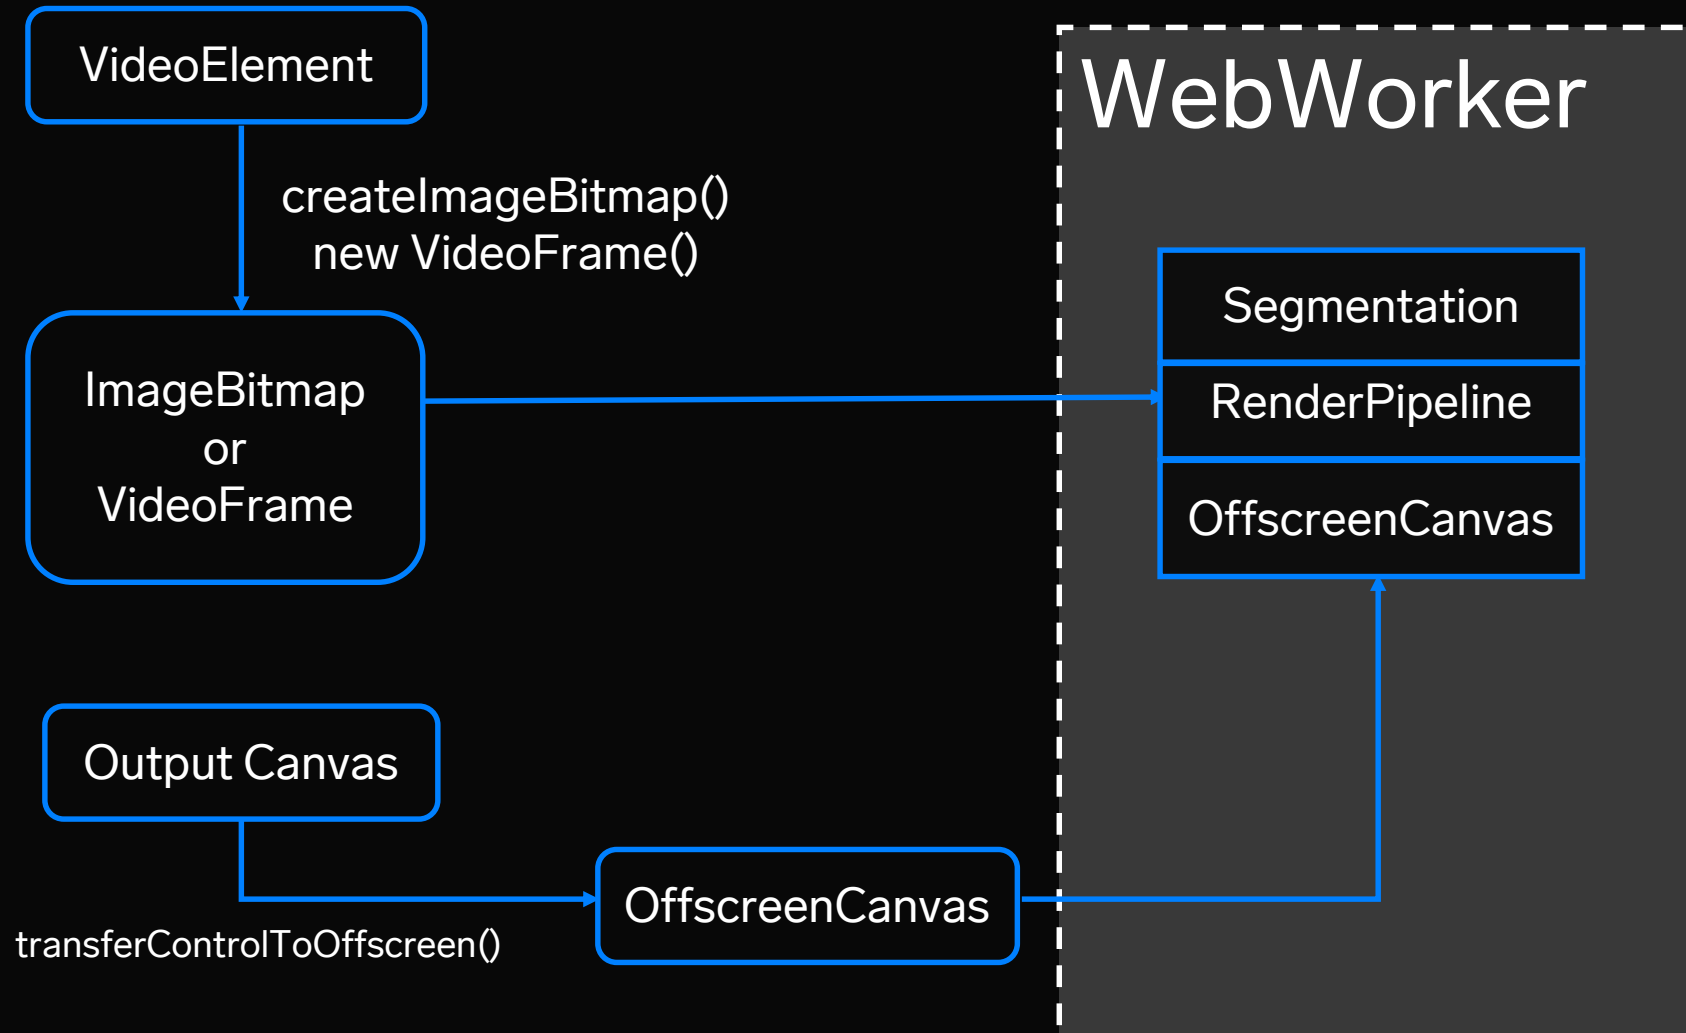 VideoElement
WebWorker
createImageBitmap()
new VideoFrame()
ImageBitmap
or
VideoFrame
Segmentation
RenderPipeline
OffscreenCanvas
Output Canvas
transferControlToOffscreen()
OffscreenCanvas